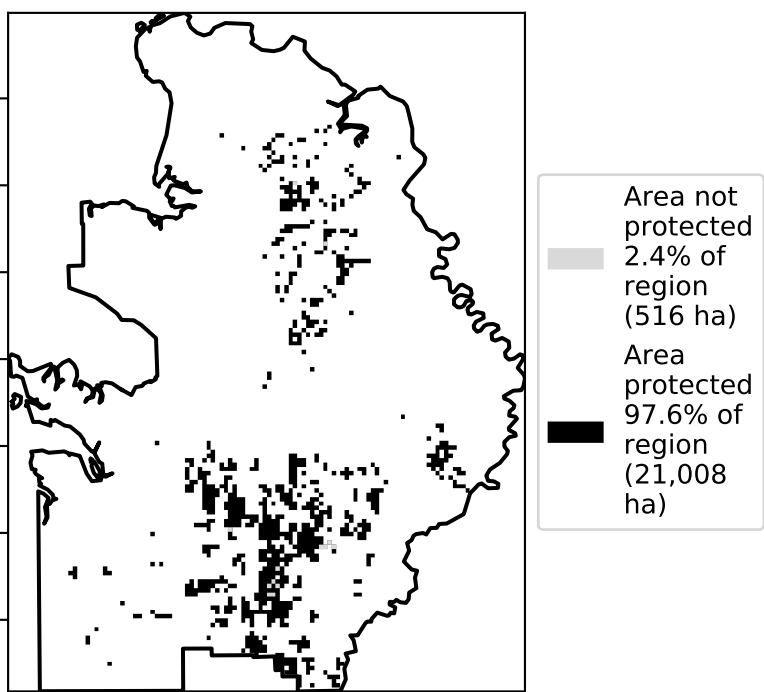 Area not
protected
2.4% of
region
(516 ha)
Area
protected
97.6% of
region
(21,008
ha)